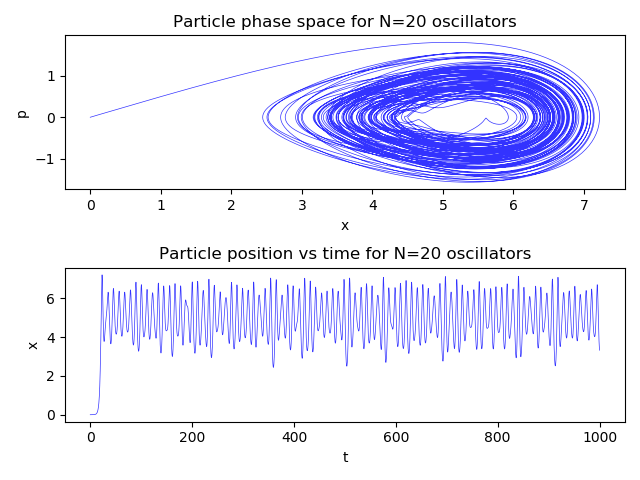 Particle phase space for N=20 oscillators
1
0
−1
p
0 1 2 3 4 5 6 7
x
Particle position vs time for N=20 oscillators
6
4
2
0
x
0 200 400 600 800 1000
t